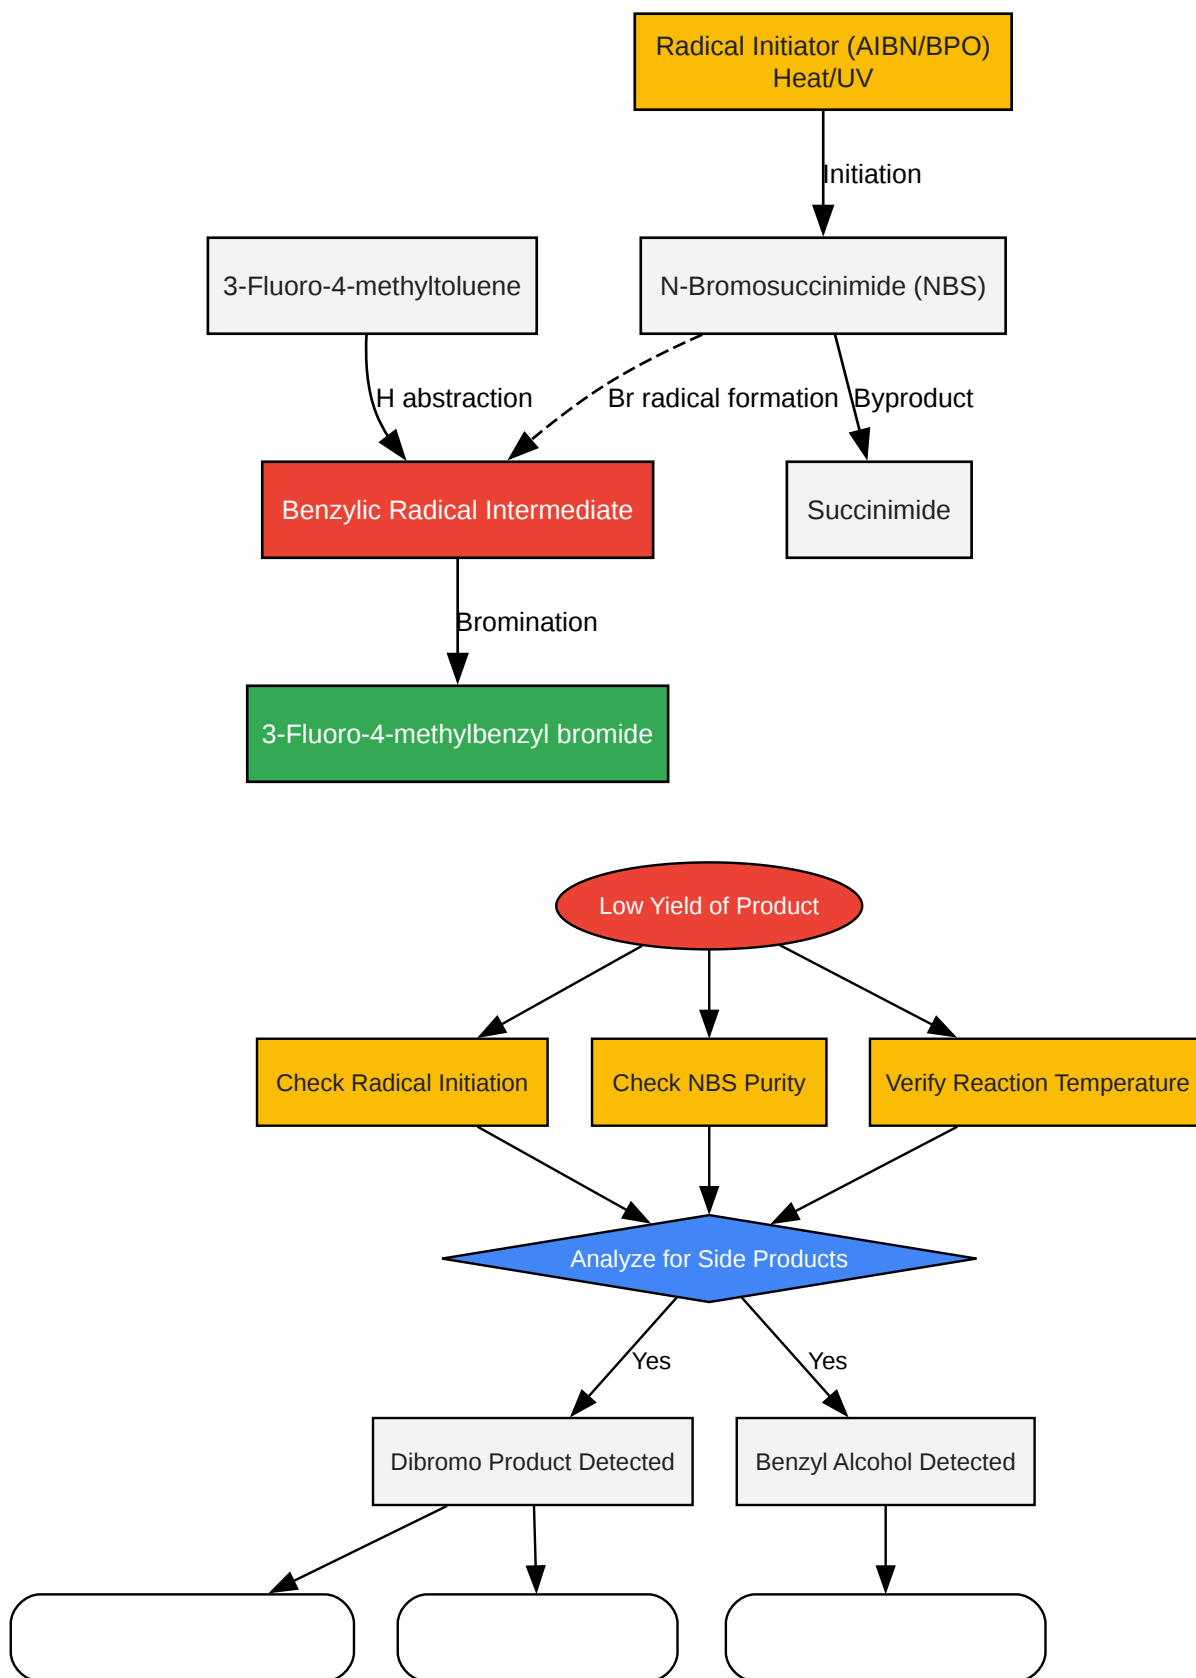 Radical Initiator (AIBN/BPO)
Heat/UV
Initiation
3-Fluoro-4-methyltoluene
N-Bromosuccinimide (NBS)
H abstraction
Br radical formation
Byproduct
Benzylic Radical Intermediate
Succinimide
Bromination
3-Fluoro-4-methylbenzyl bromide
Low Yield of Product
Check Radical Initiation
Check NBS Purity
Verify Reaction Temperature
Analyze for Side Products
Yes
Yes
Dibromo Product Detected
Benzyl Alcohol Detected